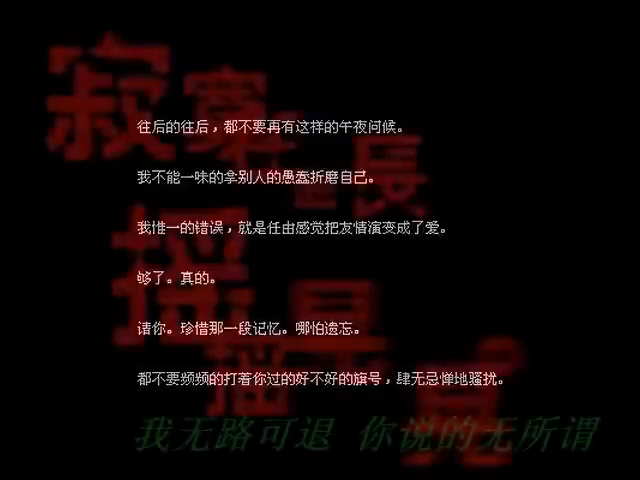 寂寞
往后的往后，都不要再有这样的午夜问候。
我不能一味的拿别人的愚蠢折磨自己。
我惟一的错误，就是任由感觉把友情演变成了爱。
够了。真的。
请你。珍惜那一段记忆。哪怕遗忘。
都不要频频的打着你过的好不好的旗号，肆无忌惮地骚扰。
我无路可退 你说的无所谓